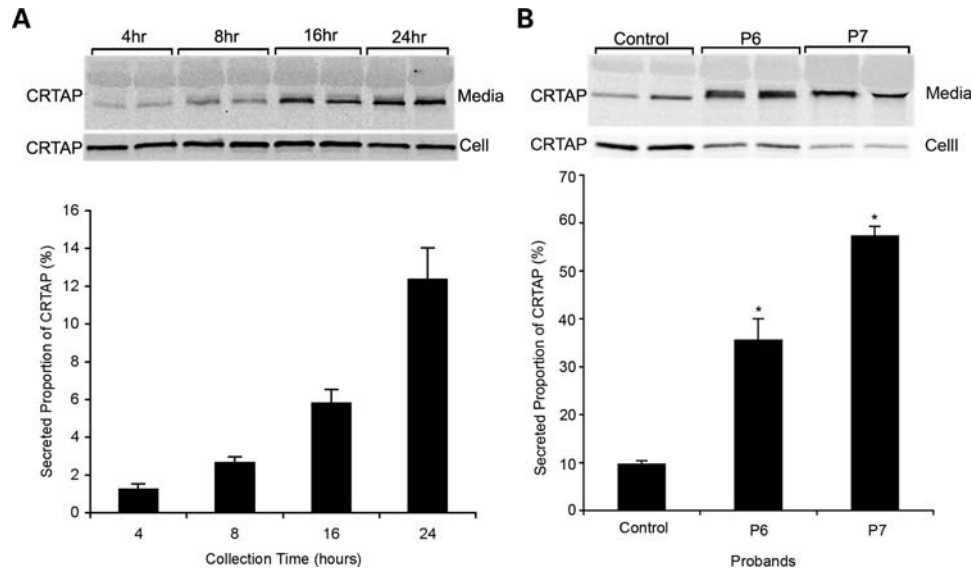 A
4hr 8hr 16hr 24hr
CRTAP Media
CRTAP Cell
16
14
12
10
8
6
4
2
0
Secreted Proportion of CRTAP (%)
4 8 16 24
Collection Time (hours)
B
Control P6 P7
CRTAP Media
CRTAP Celll
70
60
50
40
30
20
10
0
Secreted Proportion of CRTAP (%)
* *
Control P6 P7
Probands